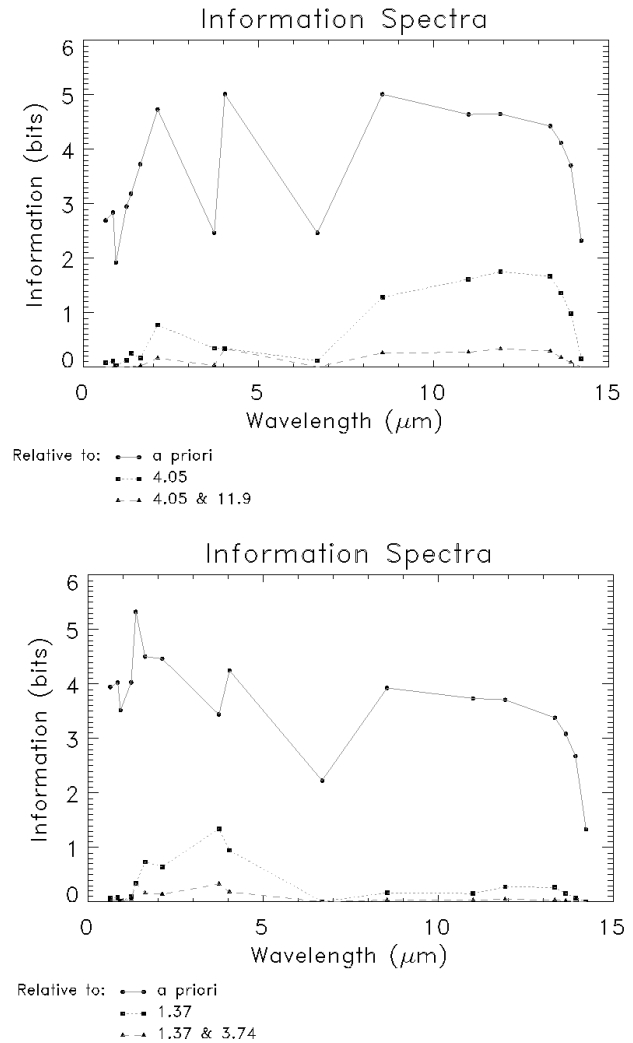 Information Spectra
6
5
4
3
2
1
0
Information (bits)
0 5 10 15
Wavelength (μm)
Relative to: a priori
4.05
4.05 & 11.9
Information Spectra
6
5
4
3
2
1
0
Information (bits)
0 5 10 15
Wavelength (μm)
Relative to: a priori
1.37
1.37 & 3.74